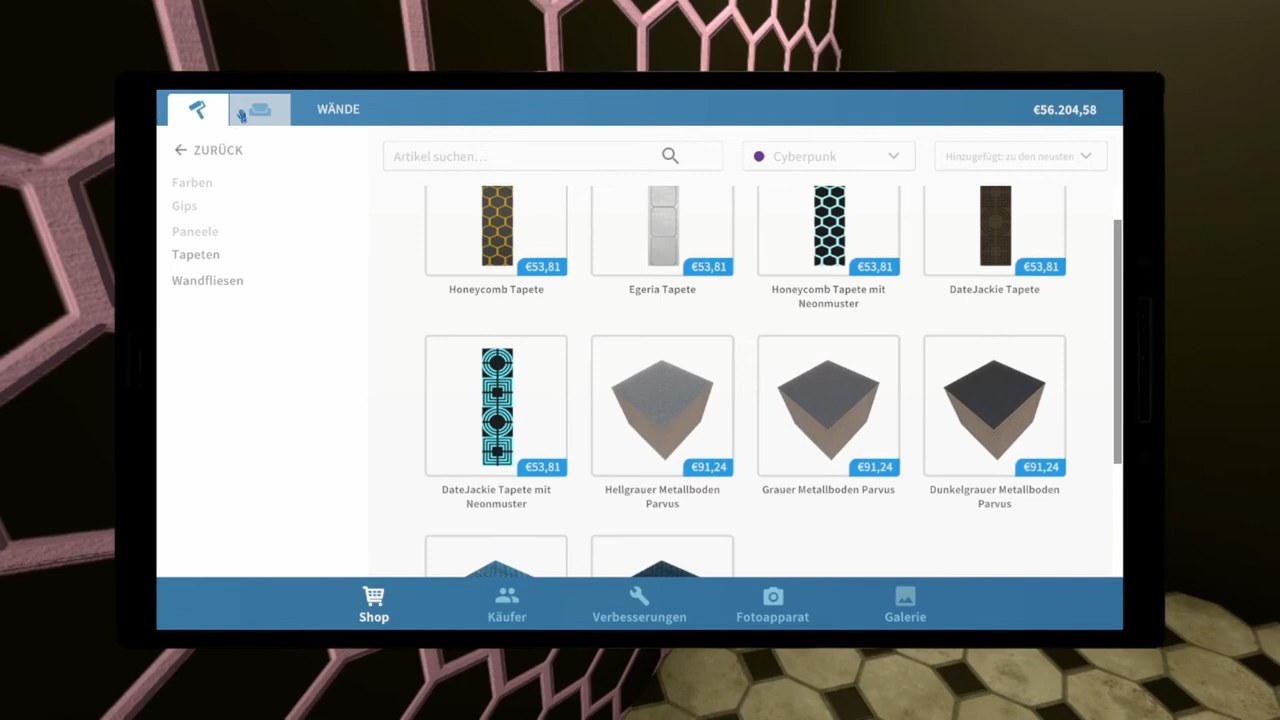 WÄNDE
€56.204,58
ZURÜCK
Artikel suchen...
Cyberpunk
Hinzugefügt: zu den neusten
Farben
Gips
Paneele
Tapeten
Wandfliesen
€53,81
€53,81
€53,81
€53,81
Honeycomb Tapete
Egeria Tapete
Honeycomb Tapete mit
Neonmuster
DateJackie Tapete
€53,81
€91,24
€91,24
€91,24
DateJackie Tapete mit
Neonmuster
Hellgrauer Metallboden
Parvus
Grauer Metallboden Parvus
Dunkelgrauer Metallboden
Parvus
Shop
Käufer
Verbesserungen
Fotoapparat
Galerie